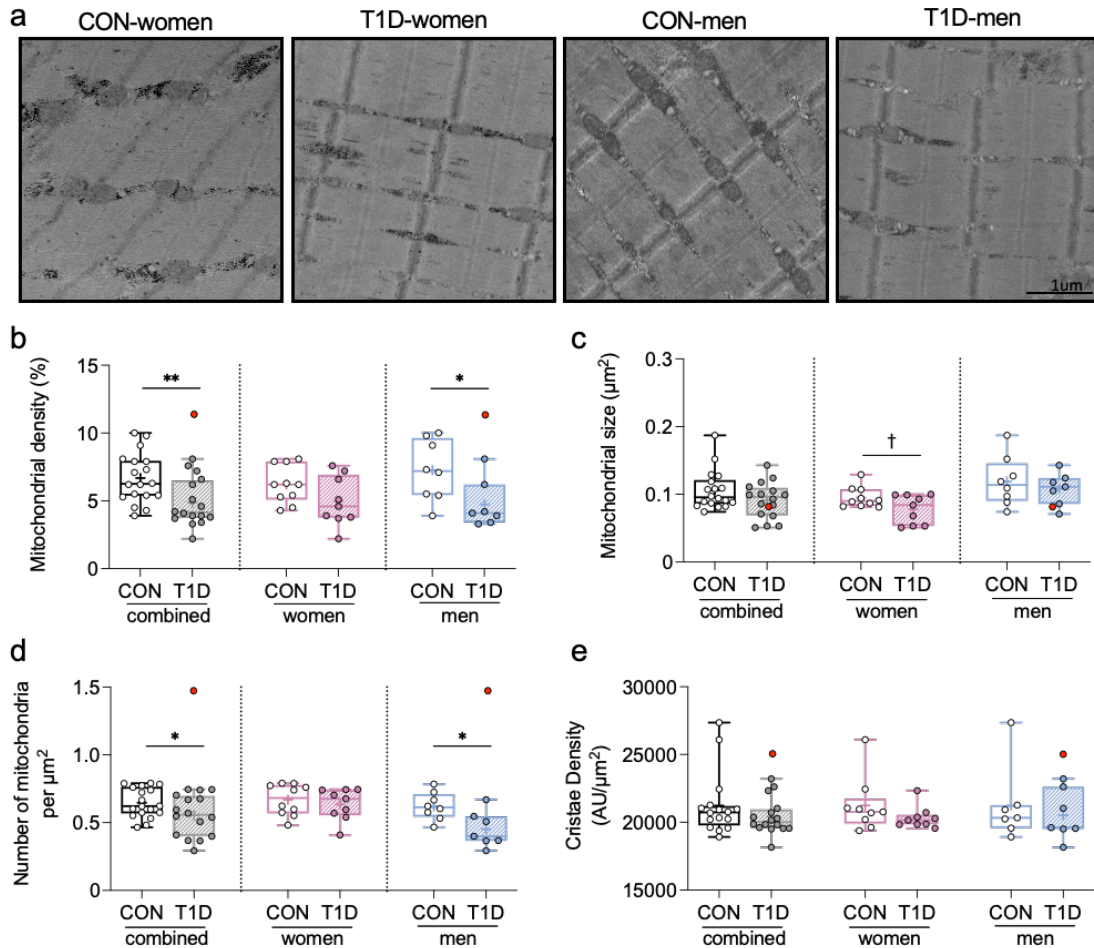 a
CON-women T1D-women CON-men T1D-men
1um
b
Mitochondrial density (%)
15
10
5
0
**
*
CON T1D CON T1D CON T1D
combined women men
c
Mitochondrial size (µm²)
0.3
0.2
0.1
0
†
CON T1D CON T1D CON T1D
combined women men
d
Number of mitochondria
per µm²
1.5
1.0
0.5
0
*
*
CON T1D CON T1D CON T1D
combined women men
e
Cristae Density
(AU/µm²)
30000
25000
20000
15000
CON T1D CON T1D CON T1D
combined women men